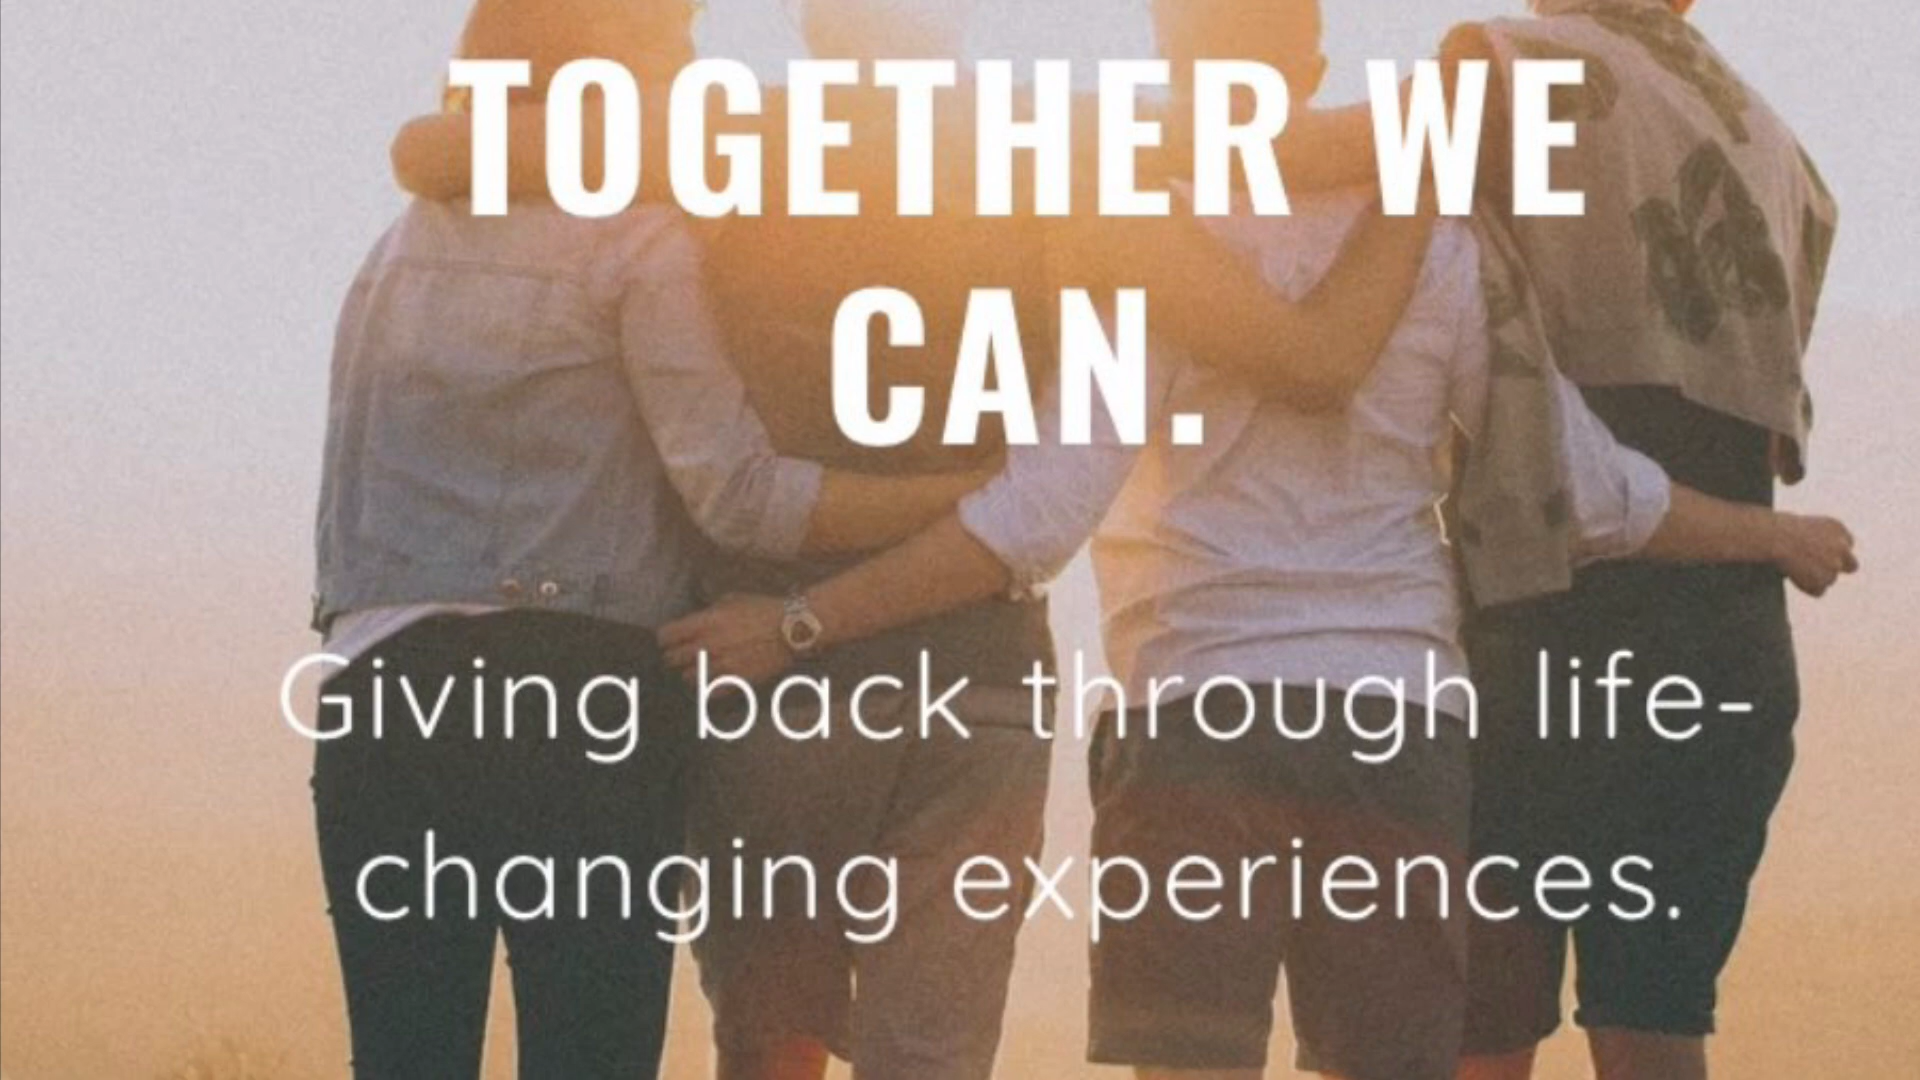 TOGETHER WE
CAN.
Giving back through life-
changing experiences.